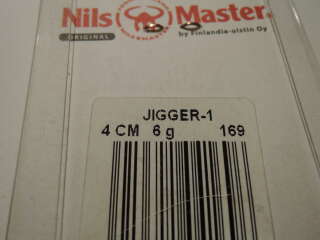 Nils Master®
ORIGINAL by Finlandia-uistin Oy
JIGGER-1
4 CM 6 g 169